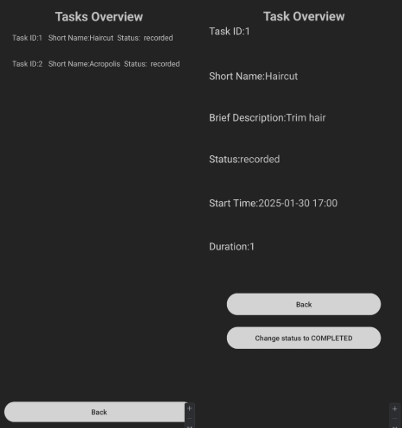 Tasks Overview
Task ID:1 Short Name:Haircut Status: recorded
Task ID:2 Short Name:Acropolis Status: recorded
Back
Task Overview
Task ID:1
Short Name:Haircut
Brief Description:Trim hair
Status:recorded
Start Time:2025-01-30 17:00
Duration:1
Back
Change status to COMPLETED